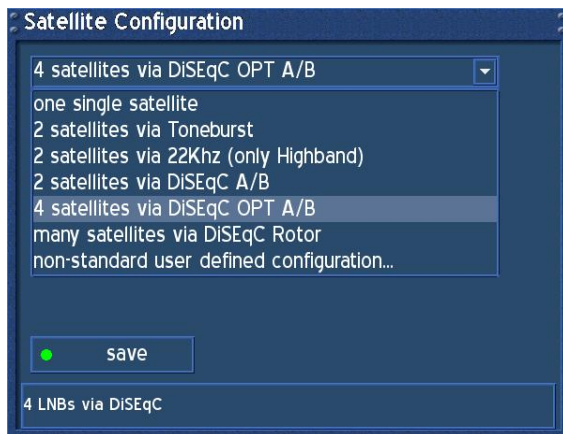 Satellite Configuration
4 satellites via DiSEqC OPT A/B
one single satellite
2 satellites via Toneburst
2 satellites via 22Khz (only Highband)
2 satellites via DiSEqC A/B
4 satellites via DiSEqC OPT A/B
many satellites via DiSEqC Rotor
non-standard user defined configuration...
save
4 LNBs via DiSEqC